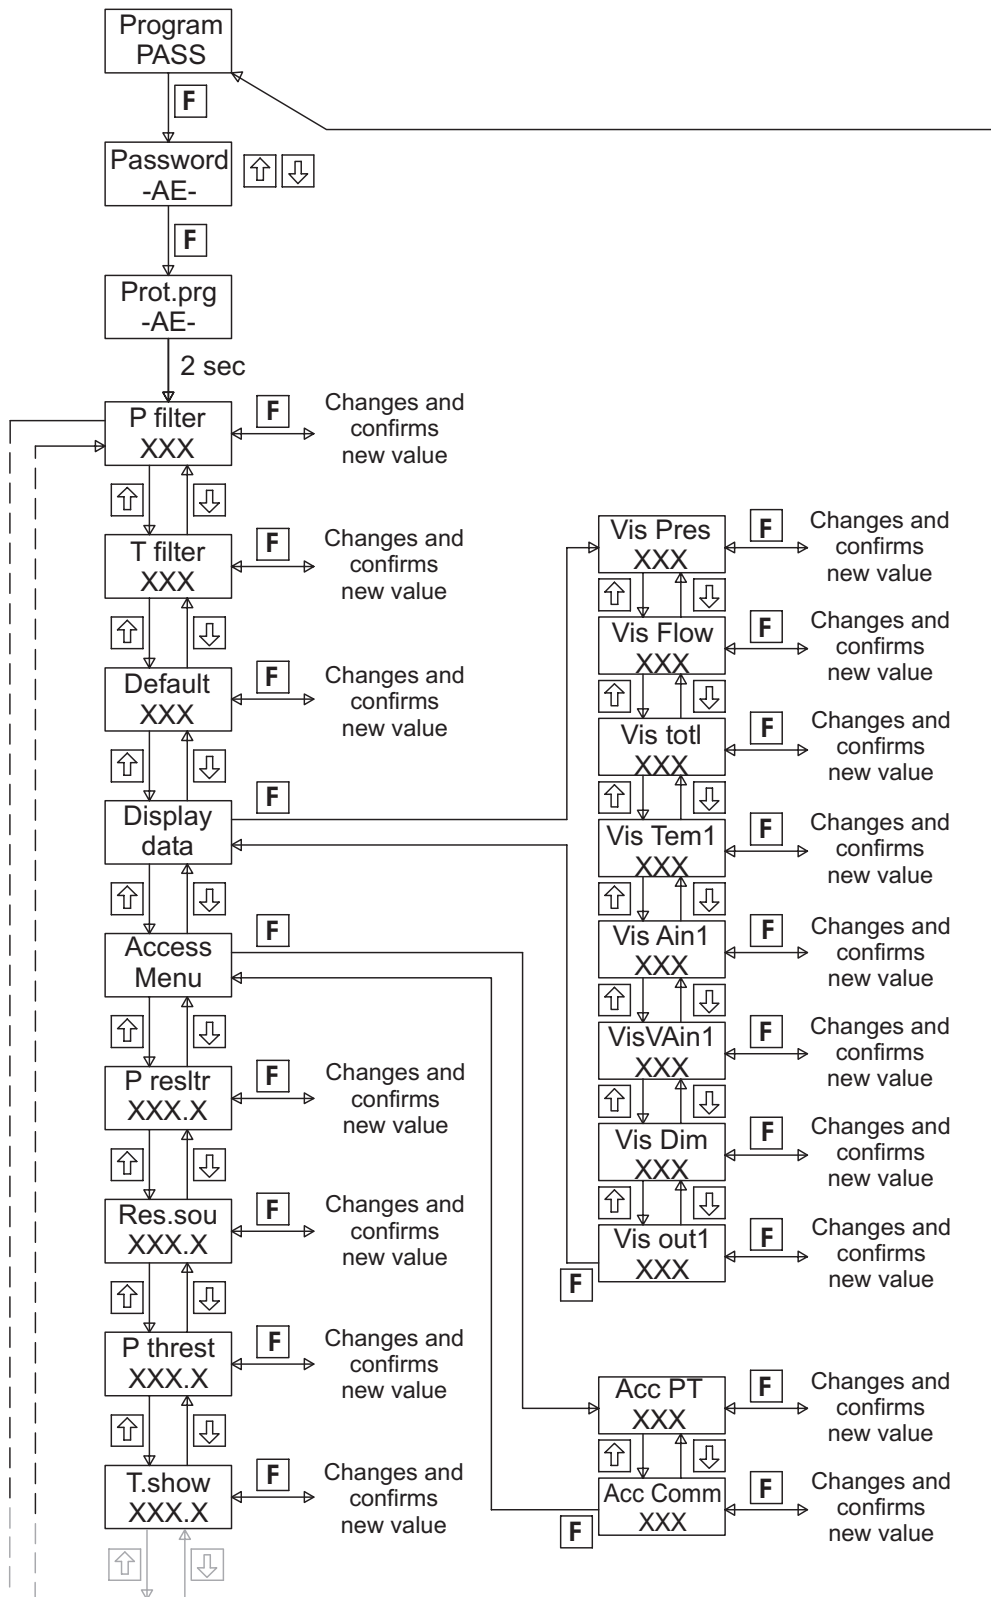 Program
PASS
F
Password
-AE-
F
Prot.prg
-AE-
2 sec
P filter
XXX
F
Changes and
confirms
new value
T filter
XXX
F
Changes and
confirms
new value
Default
XXX
F
Changes and
confirms
new value
Display
data
F
Access
Menu
F
P resltr
XXX.X
F
Changes and
confirms
new value
Res.sou
XXX.X
F
Changes and
confirms
new value
P threst
XXX.X
F
Changes and
confirms
new value
T.show
XXX.X
F
Changes and
confirms
new value
Vis Pres
XXX
F
Changes and
confirms
new value
Vis Flow
XXX
F
Changes and
confirms
new value
Vis totl
XXX
F
Changes and
confirms
new value
Vis Tem1
XXX
F
Changes and
confirms
new value
Vis Ain1
XXX
F
Changes and
confirms
new value
VisVAin1
XXX
F
Changes and
confirms
new value
Vis Dim
XXX
F
Changes and
confirms
new value
Vis out1
XXX
F
Changes and
confirms
new value
F
Acc PT
XXX
F
Changes and
confirms
new value
Acc Comm
XXX
F
Changes and
confirms
new value
F